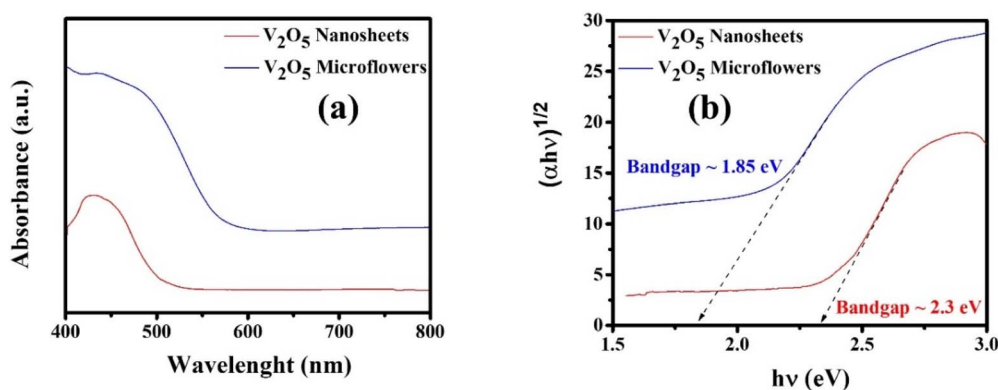 V₂O₅ Nanosheets
V₂O₅ Microflowers
(a)
Absorbance (a.u.)
400 500 600 700 800
Wavelenght (nm)
30
25
20
15
10
5
0
V₂O₅ Nanosheets
V₂O₅ Microflowers
(b)
(αhν)^1/2
Bandgap ~ 1.85 eV
Bandgap ~ 2.3 eV
1.5 2.0 2.5 3.0
hν (eV)